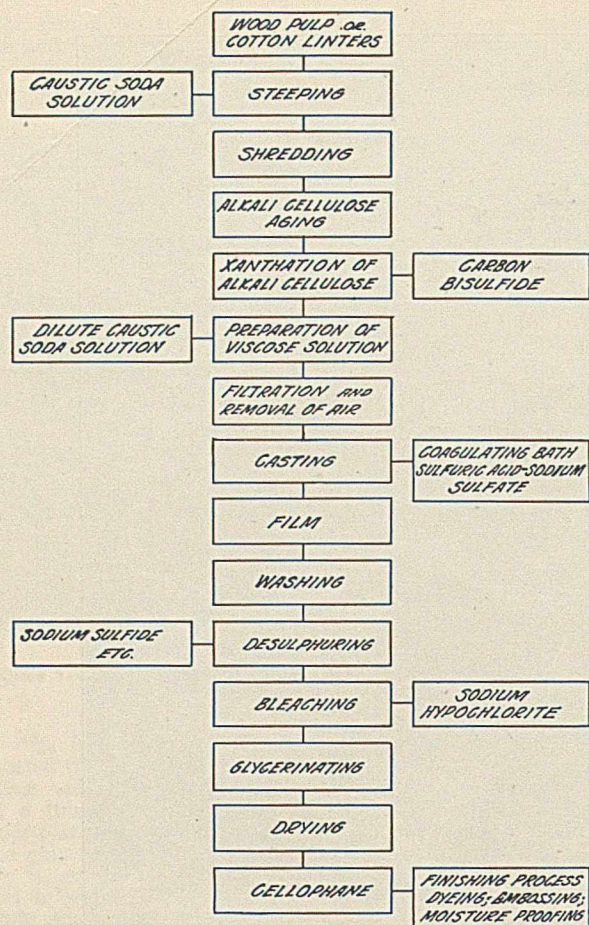 WOOD PULP OR
COTTON LINTERS
CAUSTIC SODA
SOLUTION
STEEPING
SHREDDING
ALKALI CELLULOSE
AGING
XANTHATION OF
ALKALI CELLULOSE
CARBON
BISULFIDE
DILUTE CAUSTIC
SODA SOLUTION
PREPARATION OF
VISCOSE SOLUTION
FILTRATION AND
REMOVAL OF AIR
CASTING
COAGULATING BATH
SULFURIC ACID-SODIUM
SULFATE
FILM
WASHING
SODIUM SULFIDE
ETC.
DESULPHURING
BLEACHING
SODIUM
HYPOCHLORITE
GLYCERINATING
DRYING
CELLOPHANE
FINISHING PROCESS
DYEING; EMBOSSING;
MOISTURE PROOFING